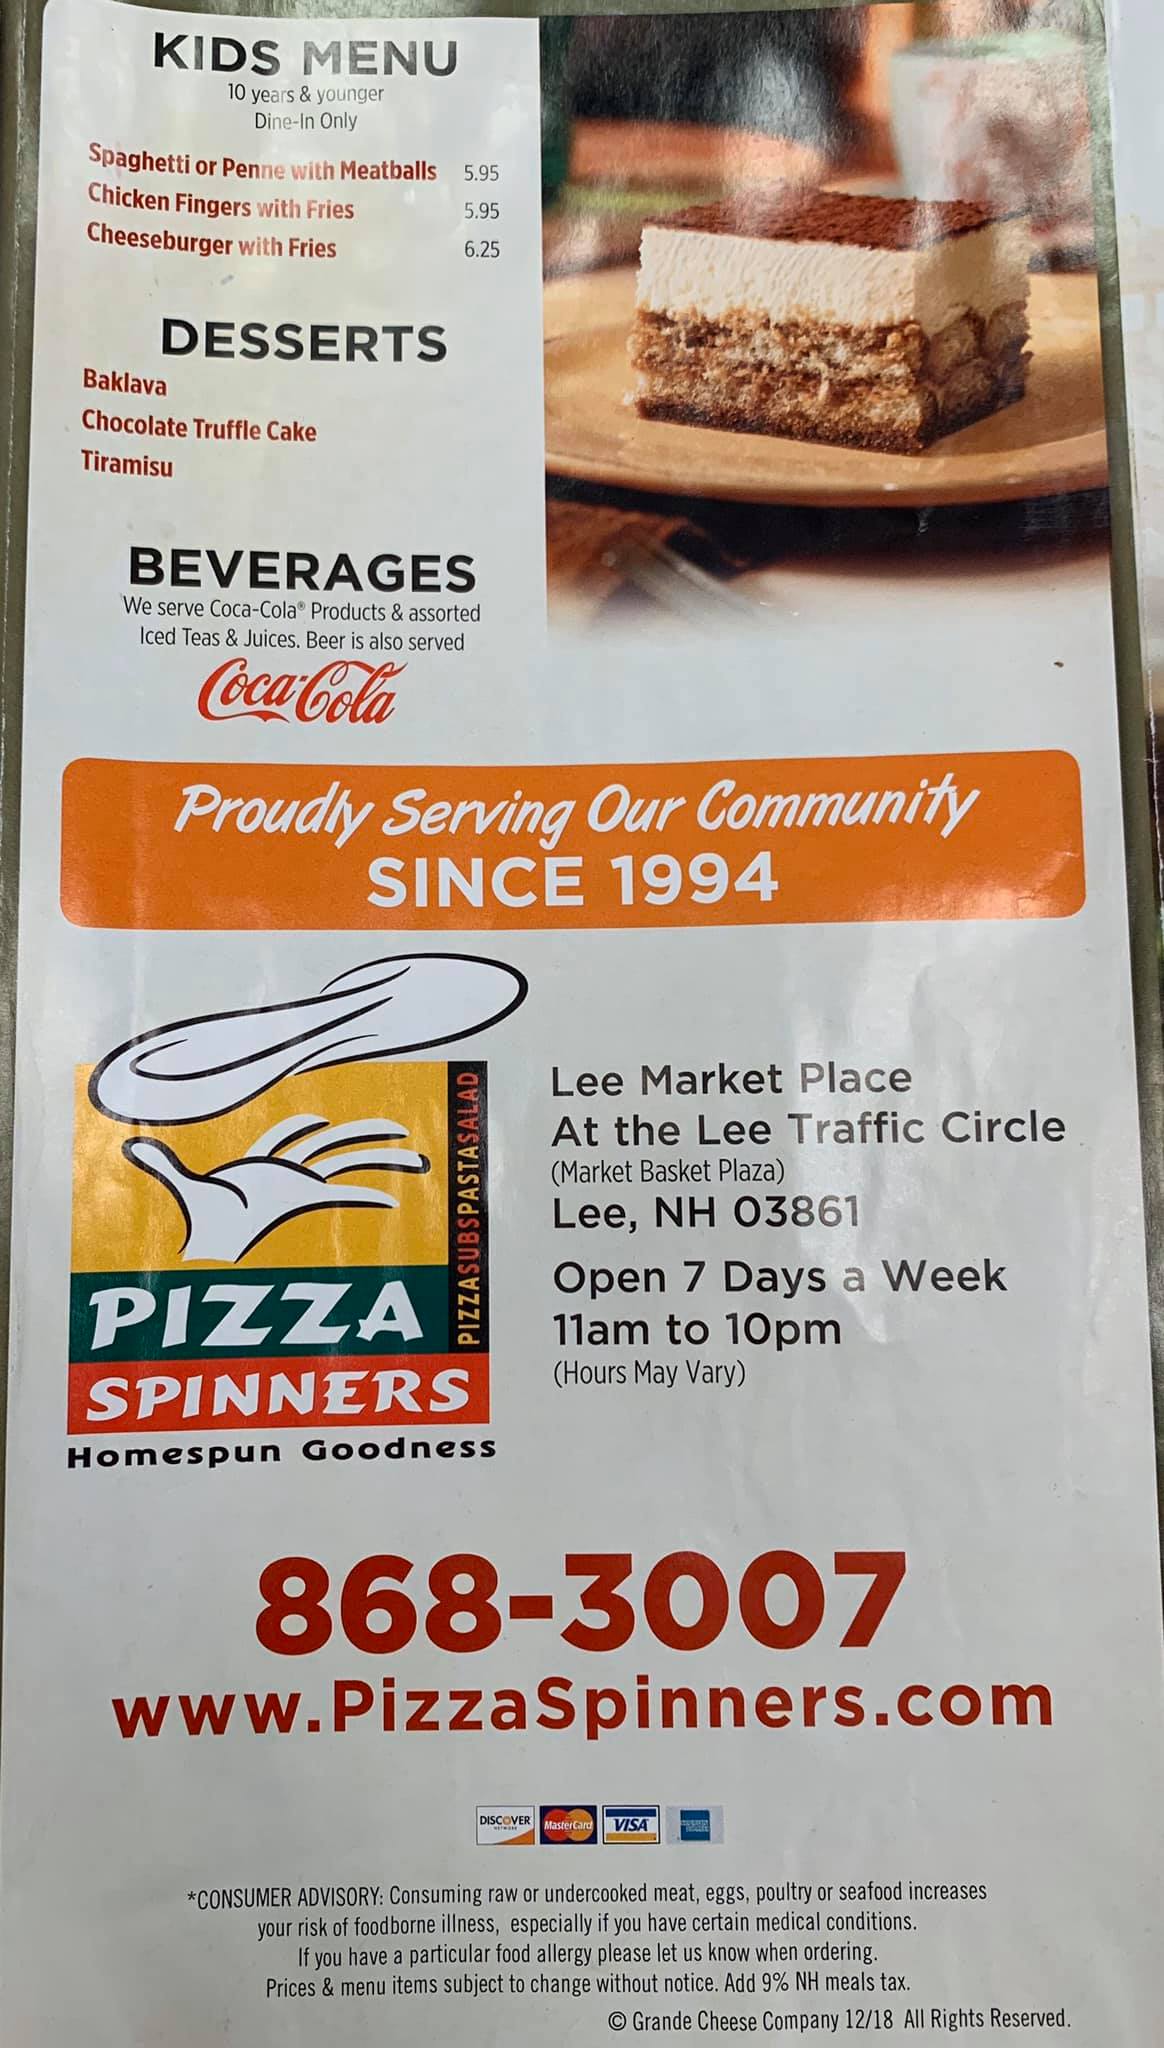 KIDS MENU
10 years & younger
Dine-In Only
Spaghetti or Penne with Meatballs 5.95
Chicken Fingers with Fries 5.95
Cheeseburger with Fries 6.25
DESSERTS
Baklava
Chocolate Truffle Cake
Tiramisu
BEVERAGES
We serve Coca-Cola® Products & assorted
Iced Teas & Juices. Beer is also served
Coca-Cola
Proudly Serving Our Community
SINCE 1994
PIZZASUBSPASTASALAD
PIZZA
SPINNERS
Homespun Goodness
Lee Market Place
At the Lee Traffic Circle
(Market Basket Plaza)
Lee, NH 03861
Open 7 Days a Week
11am to 10pm
(Hours May Vary)
868-3007
www.PizzaSpinners.com
DISCOVER
NETWORK
MasterCard
VISA
*CONSUMER ADVISORY: Consuming raw or undercooked meat, eggs, poultry or seafood increases
your risk of foodborne illness, especially if you have certain medical conditions.
If you have a particular food allergy please let us know when ordering.
Prices & menu items subject to change without notice. Add 9% NH meals tax.
© Grande Cheese Company 12/18 All Rights Reserved.